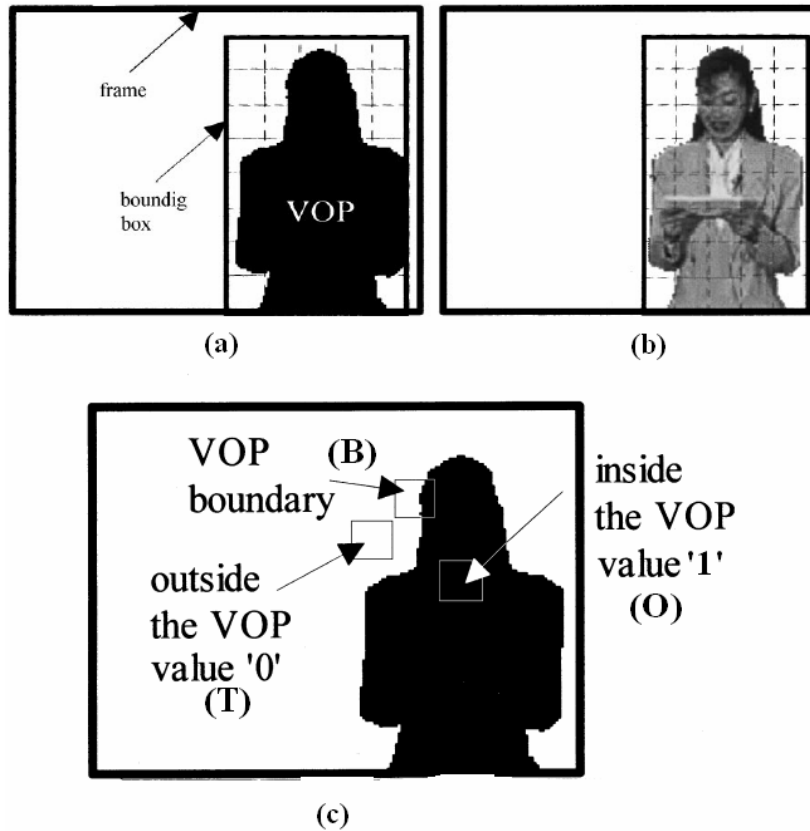 frame
boundig
box
VOP
(a)
(b)
VOP
boundary
(B)
inside
the VOP
value '1'
(O)
outside
the VOP
value '0'
(T)
(c)